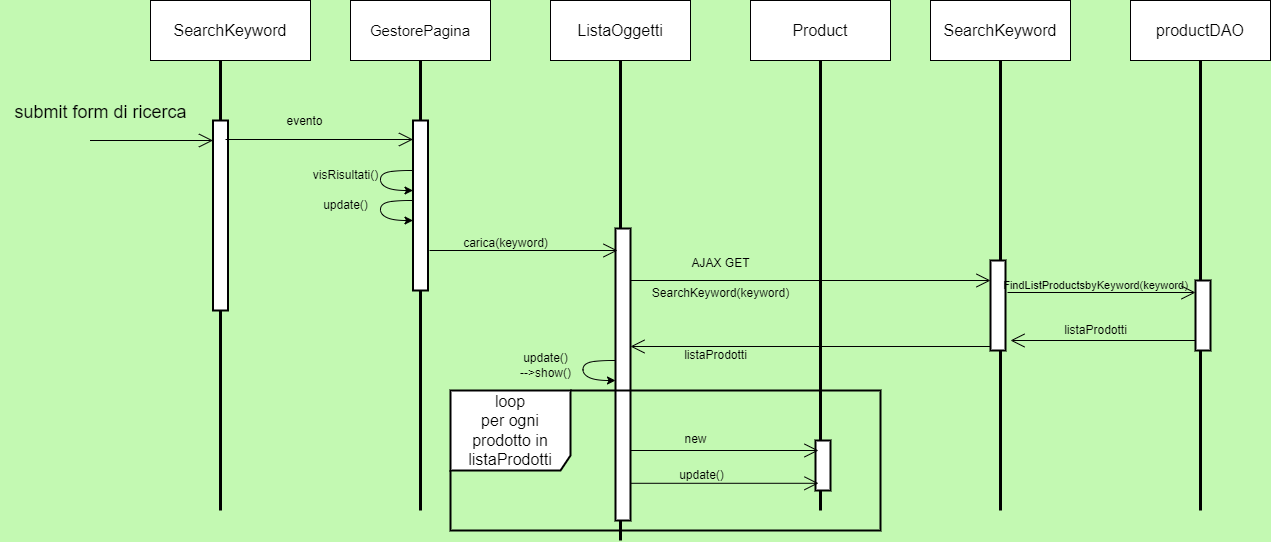 SearchKeyword
GestorePagina
ListaOggetti
Product
SearchKeyword
productDAO
submit form di ricerca
evento
visRisultati()
update()
carica(keyword)
AJAX GET
SearchKeyword(keyword)
FindListProductsbyKeyword(keyword)
listaProdotti
listaProdotti
update()
-->show()
loop
per ogni
prodotto in
listaProdotti
new
update()